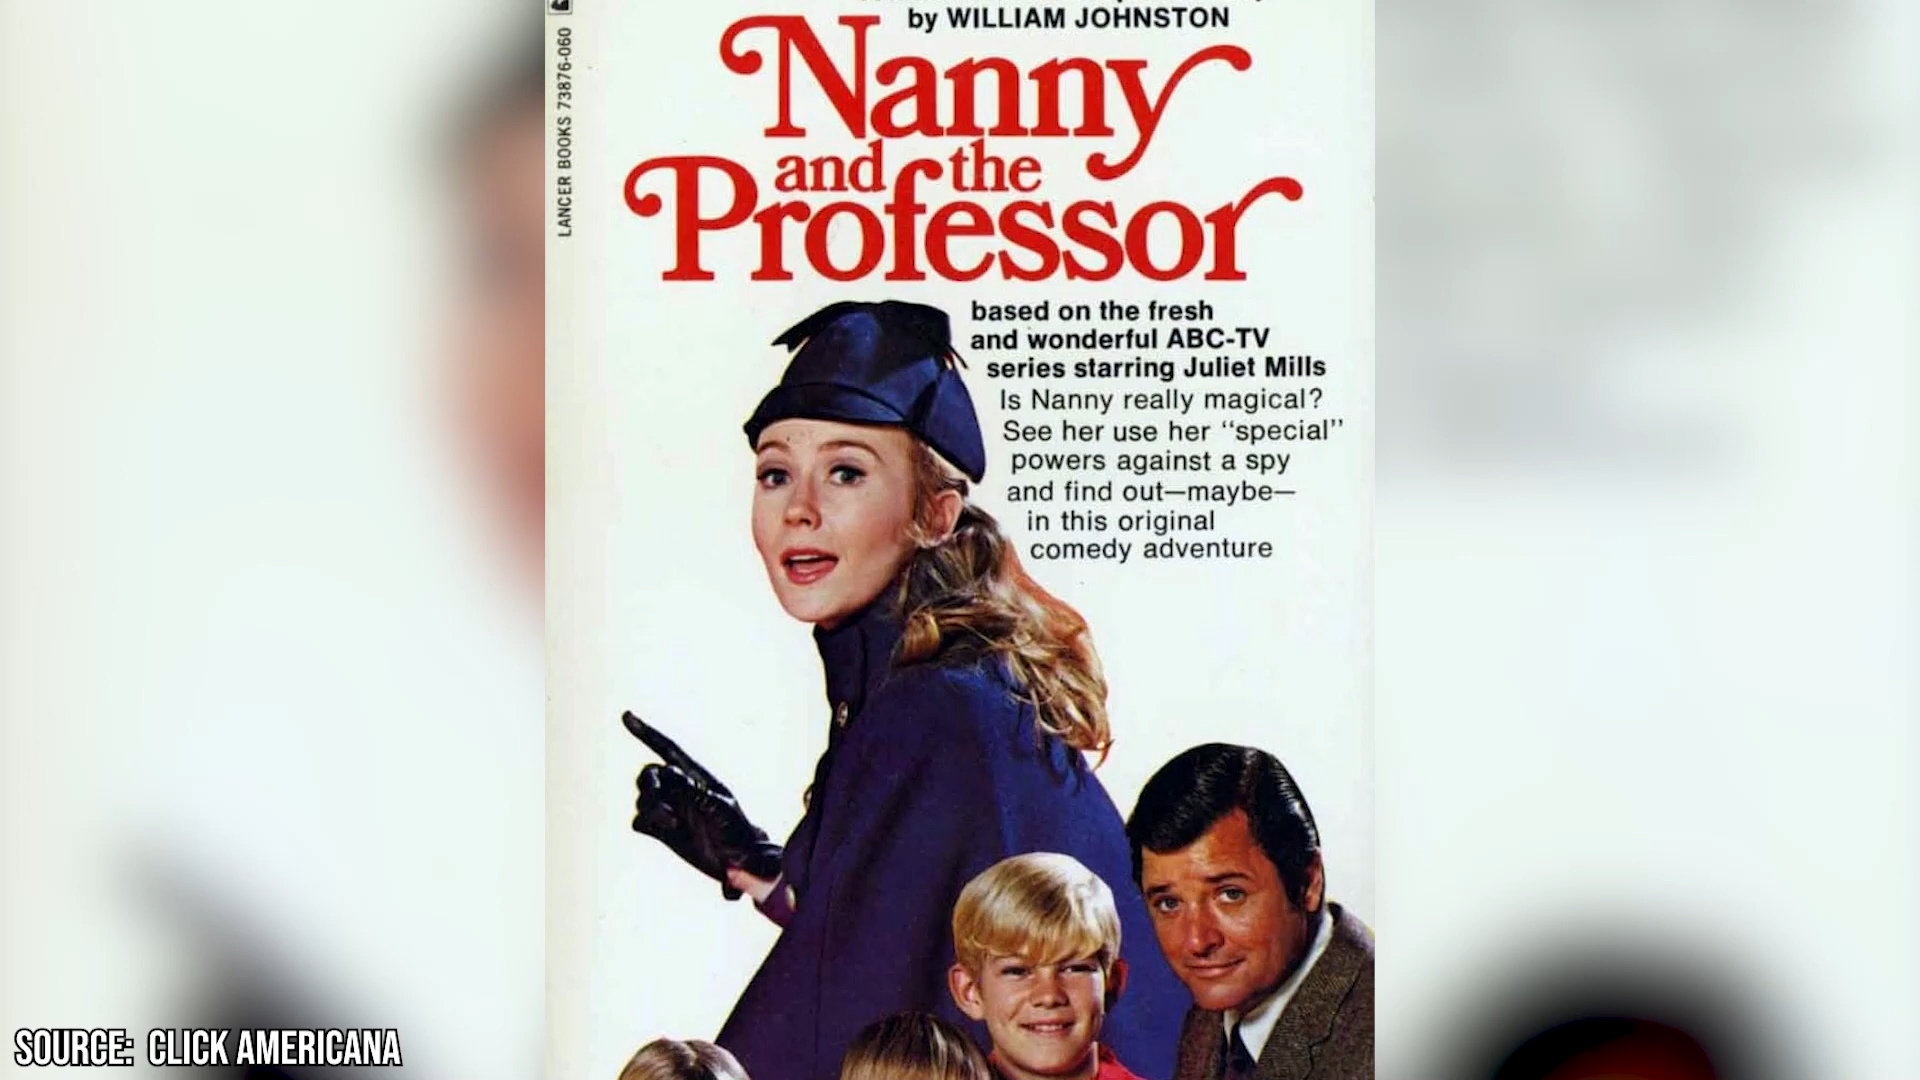 by WILLIAM JOHNSTON
Nanny
and the
Professor
LANCER BOOKS 73876-060
based on the fresh
and wonderful ABC-TV
series starring Juliet Mills
Is Nanny really magical?
See her use her “special”
powers against a spy
and find out—maybe—
in this original
comedy adventure
SOURCE: CLICK AMERICANA